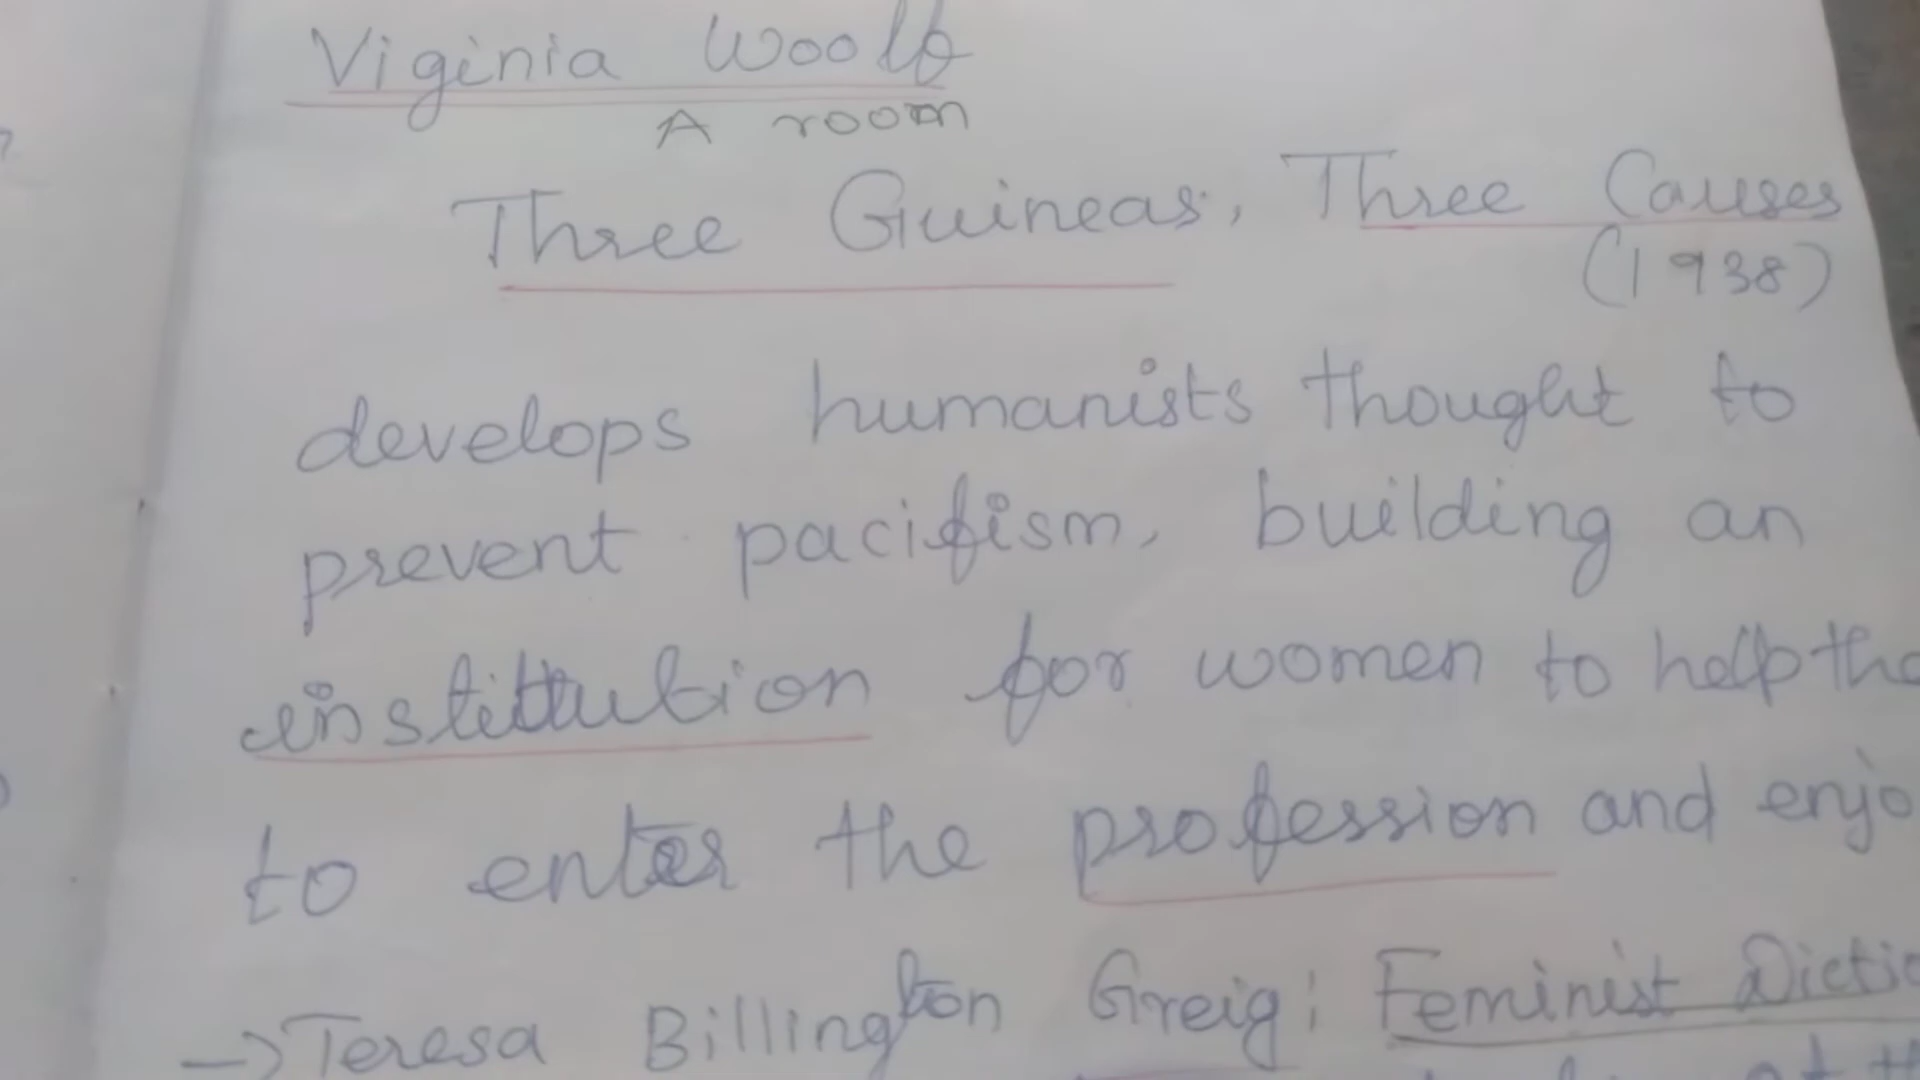 Viginia Woolf
A room
Three Guineas, Three Causes
(1938)
develops humanists thought to
prevent pacifism, building an
institution for women to help the
to enter the profession and enjo
→ Teresa Billington Greig; Feminist Dictio